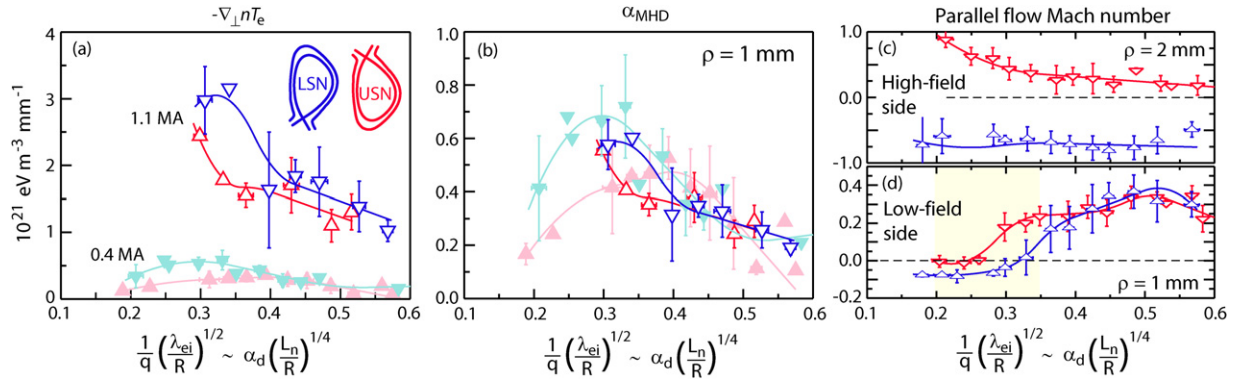 -∇⊥nTe
αMHD
Parallel flow Mach number
(a)
LSN
USN
1.1 MA
0.4 MA
10^21 eV m^-3 mm^-1
4
3
2
1
0
0.1 0.2 0.3 0.4 0.5 0.6
1/q (λei/R)^1/2 ~ αd (Ln/R)^1/4
(b)
ρ = 1 mm
1.0
0.8
0.6
0.4
0.2
0.0
0.1 0.2 0.3 0.4 0.5 0.6
1/q (λei/R)^1/2 ~ αd (Ln/R)^1/4
(c)
ρ = 2 mm
High-field
side
0.0
-1.0
(d)
Low-field
side
ρ = 1 mm
0.4
0.2
0.0
-0.2
0.1 0.2 0.3 0.4 0.5 0.6
1/q (λei/R)^1/2 ~ αd (Ln/R)^1/4